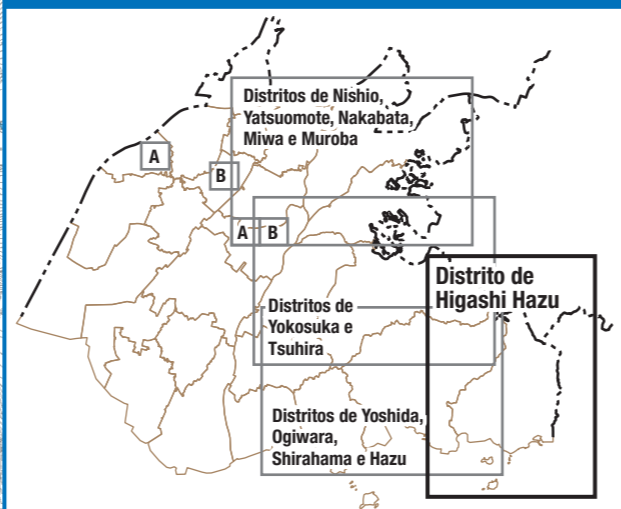 Distritos de Nishio,
Yatsuomote, Nakabata,
Miwa e Muroba
A
B
A
B
Distrito de
Higashi Hazu
Distritos de
Yokosuka e
Tsuhira
Distritos de Yoshida,
Ogiwara,
Shirahama e Hazu